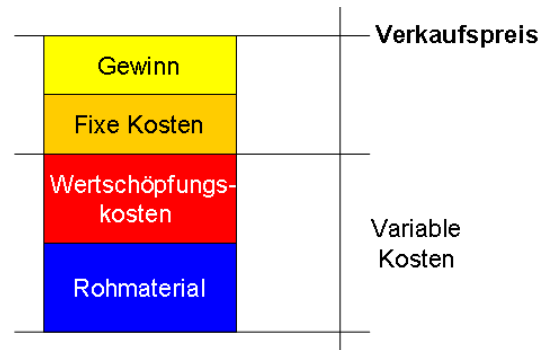 Verkaufspreis
Gewinn
Fixe Kosten
Wertschöpfungs-
kosten
Variable
Kosten
Rohmaterial